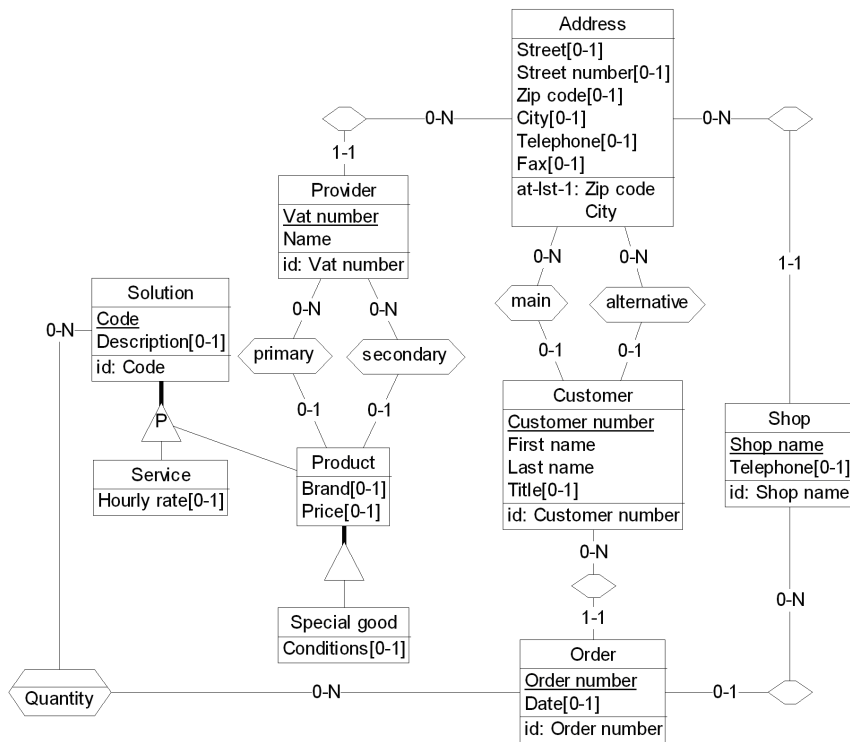 Address
Street[0-1]
Street number[0-1]
Zip code[0-1]
City[0-1]
Telephone[0-1]
Fax[0-1]
at-lst-1: Zip code
City
0-N
0-N
1-1
Provider
Vat number
Name
id: Vat number
0-N
0-N
1-1
Solution
Code
Description[0-1]
id: Code
0-N
0-N
0-N
main
alternative
primary
secondary
0-1
0-1
0-1
0-1
P
Customer
Customer number
First name
Last name
Title[0-1]
id: Customer number
Shop
Shop name
Telephone[0-1]
id: Shop name
Service
Hourly rate[0-1]
Product
Brand[0-1]
Price[0-1]
0-N
0-N
1-1
Special good
Conditions[0-1]
Order
Order number
Date[0-1]
id: Order number
Quantity
0-N
0-1